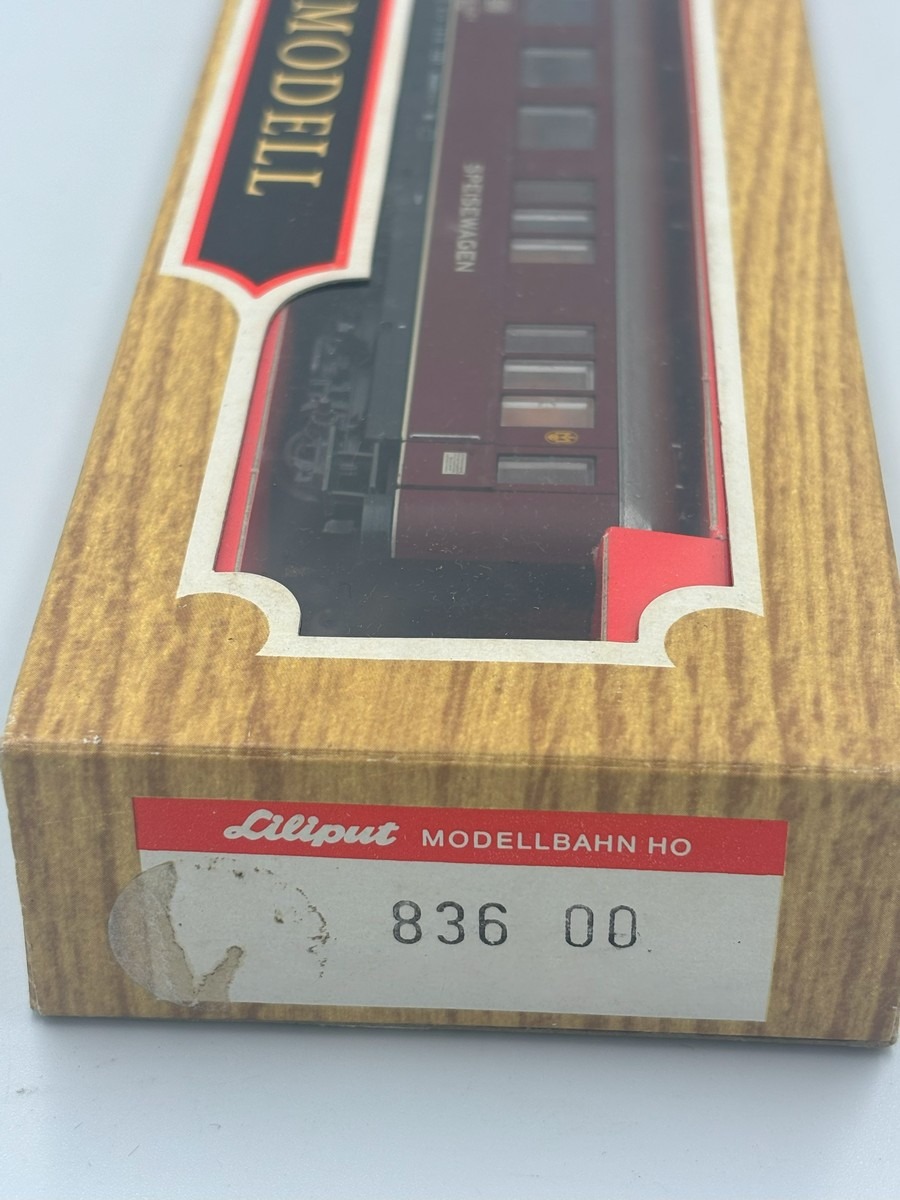 MODELL
SPEISEWAGEN
Liliput MODELLBAHN HO
836 00